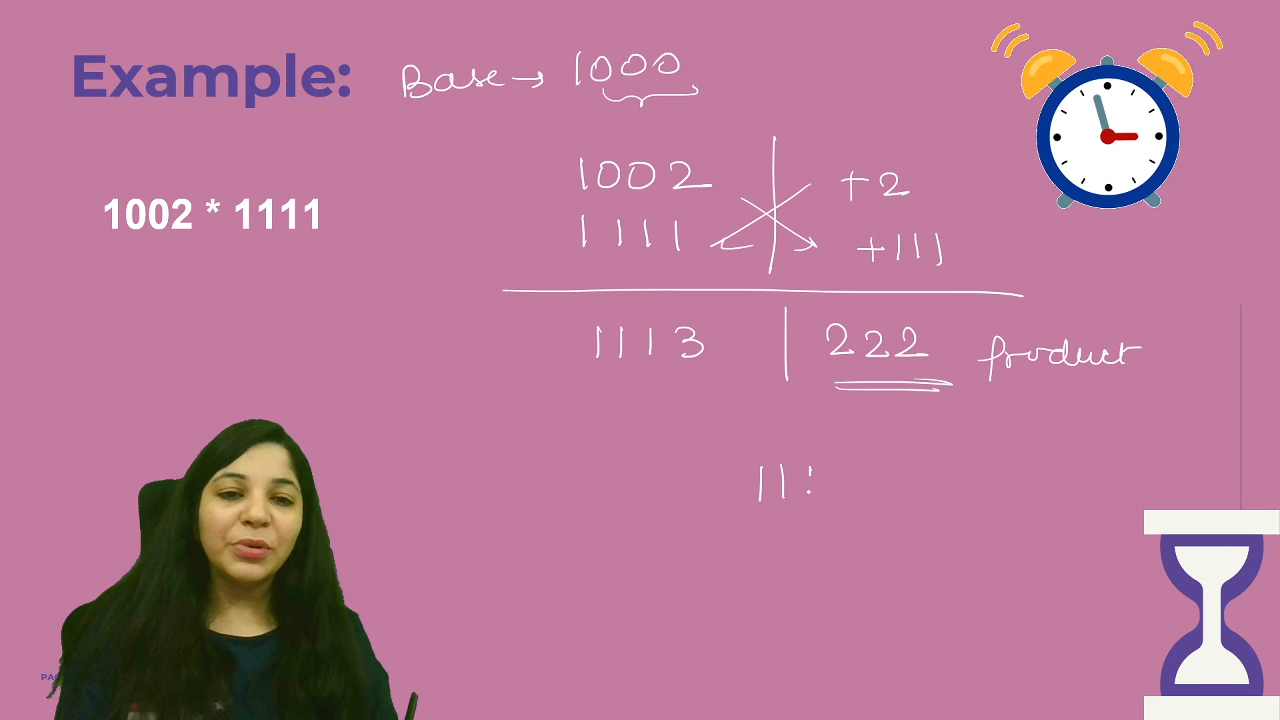 Example:
Base → 1000
1002 * 1111
1002 +2
1111 +111
1113 | 222 product
11